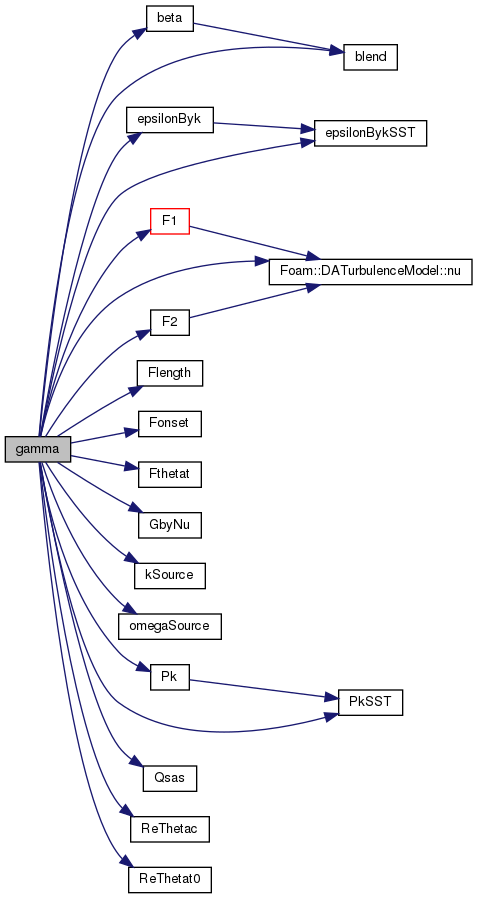 beta
blend
epsilonByk
epsilonBykSST
F1
Foam::DATurbulenceModel::nu
F2
Flength
Fonset
gamma
Fthetat
GbyNu
kSource
omegaSource
Pk
PkSST
Qsas
ReThetac
ReThetat0